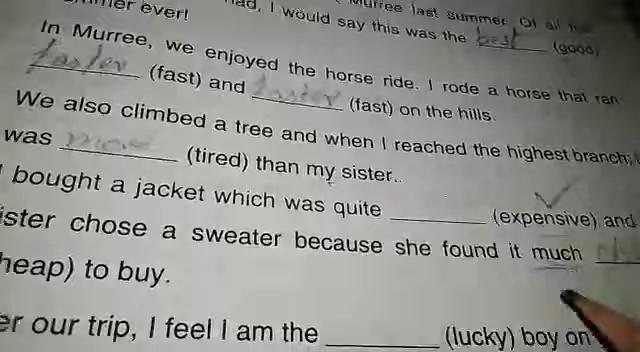 ever!
had, I would say this was the best (good)
Murree last summer. Of all
In Murree, we enjoyed the horse ride. I rode a horse that ran
faster (fast) and faster (fast) on the hills.
We also climbed a tree and when I reached the highest branch, I
was more (tired) than my sister..
bought a jacket which was quite ________ (expensive) and
ister chose a sweater because she found it much
heap) to buy.
er our trip, I feel I am the ________ (lucky) boy on